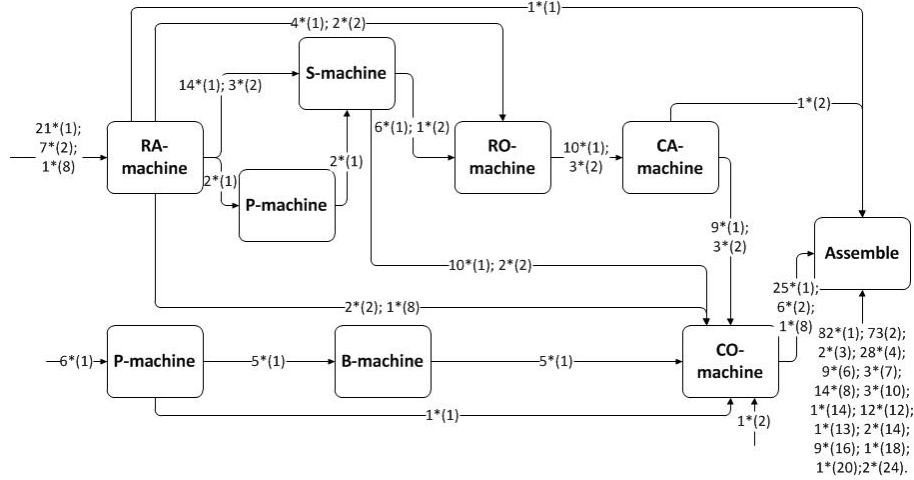 1*(1)
4*(1); 2*(2)
S-machine
14*(1); 3*(2)
1*(2)
21*(1);
7*(2);
1*(8)
RA-
machine
6*(1); 1*(2)
RO-
machine
10*(1);
3*(2)
CA-
machine
2*(1)
2*(1)
P-machine
9*(1);
3*(2)
Assemble
10*(1); 2*(2)
25*(1);
6*(2);
1*(8)
2*(2); 1*(8)
6*(1)
P-machine
5*(1)
B-machine
5*(1)
CO-
machine
1*(1)
1*(2)
82*(1); 73(2);
2*(3); 28*(4);
9*(6); 3*(7);
14*(8); 3*(10);
1*(14); 12*(12);
1*(13); 2*(14);
9*(16); 1*(18);
1*(20);2*(24).